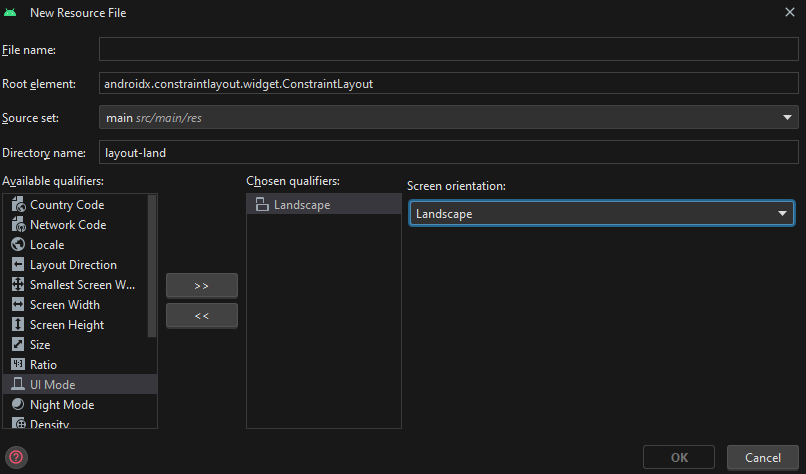 New Resource File
File name:
Root element: androidx.constraintlayout.widget.ConstraintLayout
Source set: main src/main/res
Directory name: layout-land
Available qualifiers:
Country Code
Network Code
Locale
Layout Direction
Smallest Screen W...
Screen Width
Screen Height
Size
Ratio
UI Mode
Night Mode
Density
>>
<<
Chosen qualifiers:
Landscape
Screen orientation:
Landscape
?
OK
Cancel